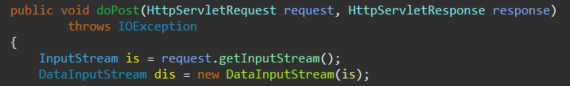 public void doPost(HttpServletRequest request, HttpServletResponse response)
throws IOException
{
InputStream is = request.getInputStream();
DataInputStream dis = new DataInputStream(is);